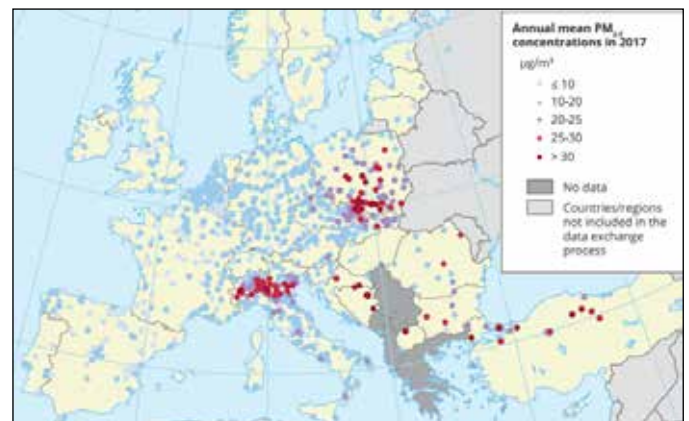 Annual mean PM2.5
concentrations in 2017
µg/m³
≤ 10
10-20
20-25
25-30
> 30
No data
Countries/regions
not included in the
data exchange
process